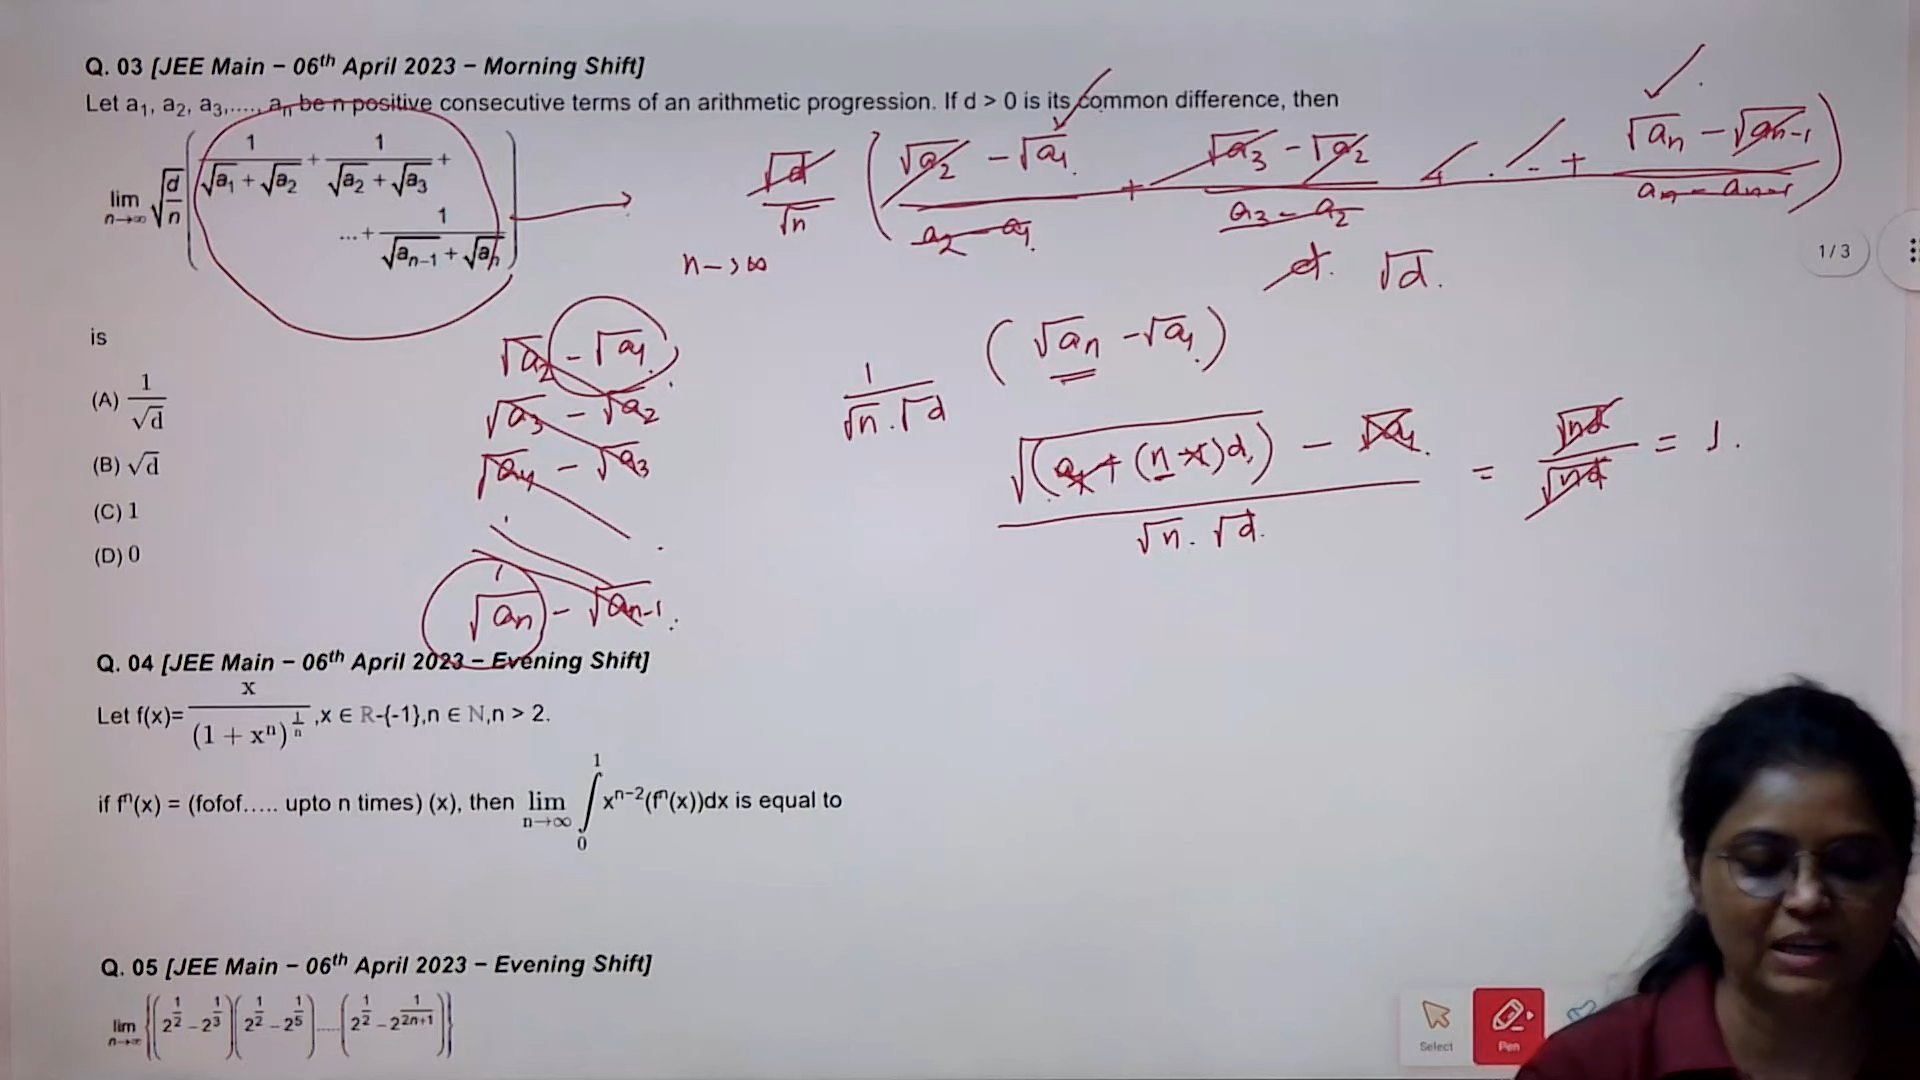 Q. 03 [JEE Main – 06th April 2023 – Morning Shift]
Let a₁, a₂, a₃,...., aₙ be n positive consecutive terms of an arithmetic progression. If d > 0 is its common difference, then
lim n→∞ √(d/n) ( 1/(√a₁ + √a₂) + 1/(√a₂ + √a₃) +
...+ 1/(√aₙ₋₁ + √aₙ) )
√d/√n ( (√a₂ - √a₁)/(a₂ - a₁) + (√a₃ - √a₂)/(a₃ - a₂) + . - + (√aₙ - √aₙ₋₁)/(aₙ - aₙ₋₁) )
n→∞
d. √d.
1/3
is
(A) 1/√d
(B) √d
(C) 1
(D) 0
√a₂ - √a₁
√a₃ - √a₂
√a₄ - √a₃
√aₙ - √aₙ₋₁
1/(√n.√d) (√aₙ - √a₁)
(√(a₁ + (n-1)d) - √a₁)/(√n. √d.) = √nd/√nd = 1.
Q. 04 [JEE Main – 06th April 2023 – Evening Shift]
Let f(x)= x/(1 + xⁿ)^(1/n) ,x ∈ R-{-1},n ∈ N,n > 2.
if fⁿ(x) = (fofof..... upto n times) (x), then lim n→∞ ∫₀¹ xⁿ⁻²(fⁿ(x))dx is equal to
Q. 05 [JEE Main – 06th April 2023 – Evening Shift]
lim n→∞ {(2^(1/2) - 2^(1/3))(2^(1/2) - 2^(1/5)).....(2^(1/2) - 2^(1/(2n+1)))}
Select
Pen